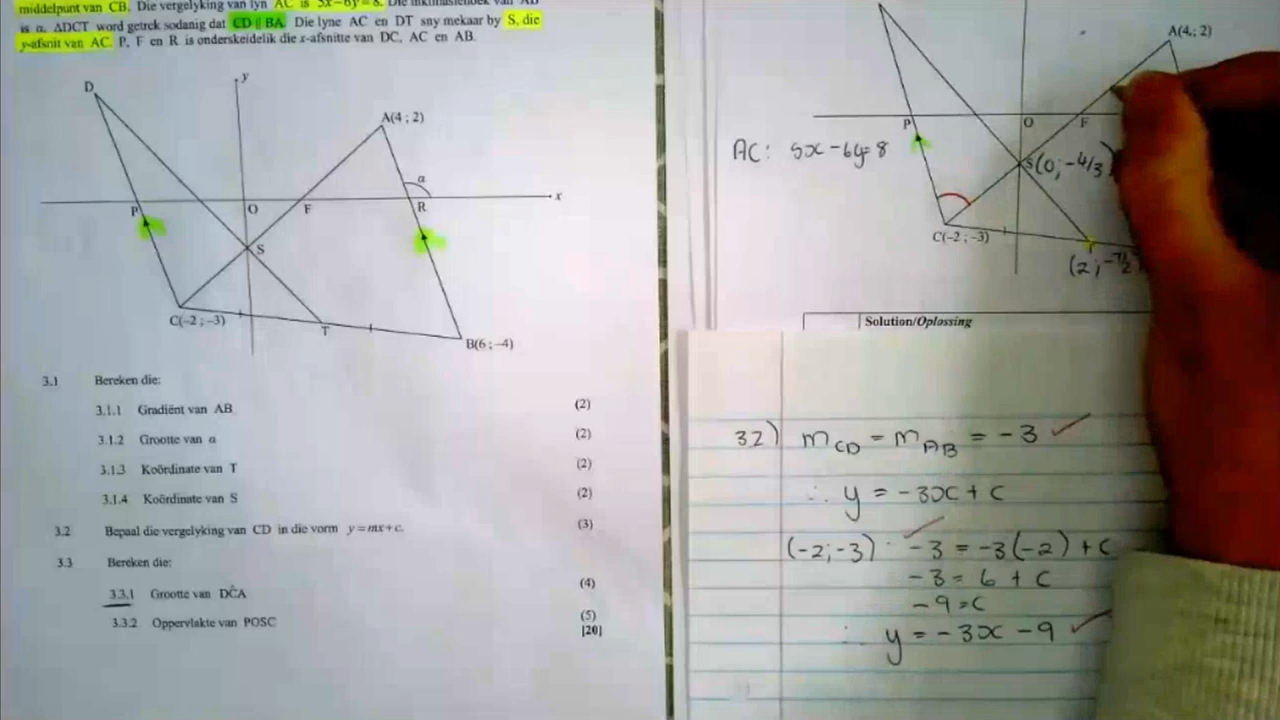 middelpunt van CB. Die vergelyking van lyn AC is 5x−6y=8. Die van AB
is α. ΔDCT word getrek sodanig dat CD || BA. Die lyne AC en DT sny mekaar by S, die
y-afsnit van AC. P, F en R is onderskeidelik die x-afsnitte van DC, AC en AB.
D
y
A(4 ; 2)
α
P
O
F
R
x
S
C(−2 ; −3)
T
B(6 ; −4)
3.1 Bereken die:
3.1.1 Gradiënt van AB (2)
3.1.2 Grootte van α (2)
3.1.3 Koördinate van T (2)
3.1.4 Koördinate van S (2)
3.2 Bepaal die vergelyking van CD in die vorm y=mx+c. (3)
3.3 Bereken die:
3.3.1 Grootte van DĈA (4)
3.3.2 Oppervlakte van POSC (5)
[20]
A(4 ; 2)
P
O
F
AC: 5x −6y=8
S(0;−4/3)
C(−2 ; −3)
(2;−7/2
Solution/Oplossing
32) m CD = m AB = −3 ✓
∴ y = −3x + c
(−2;−3) −3 = −3(−2) + c
−3 = 6 + c
−9 = c
∴ y = −3x −9 ✓